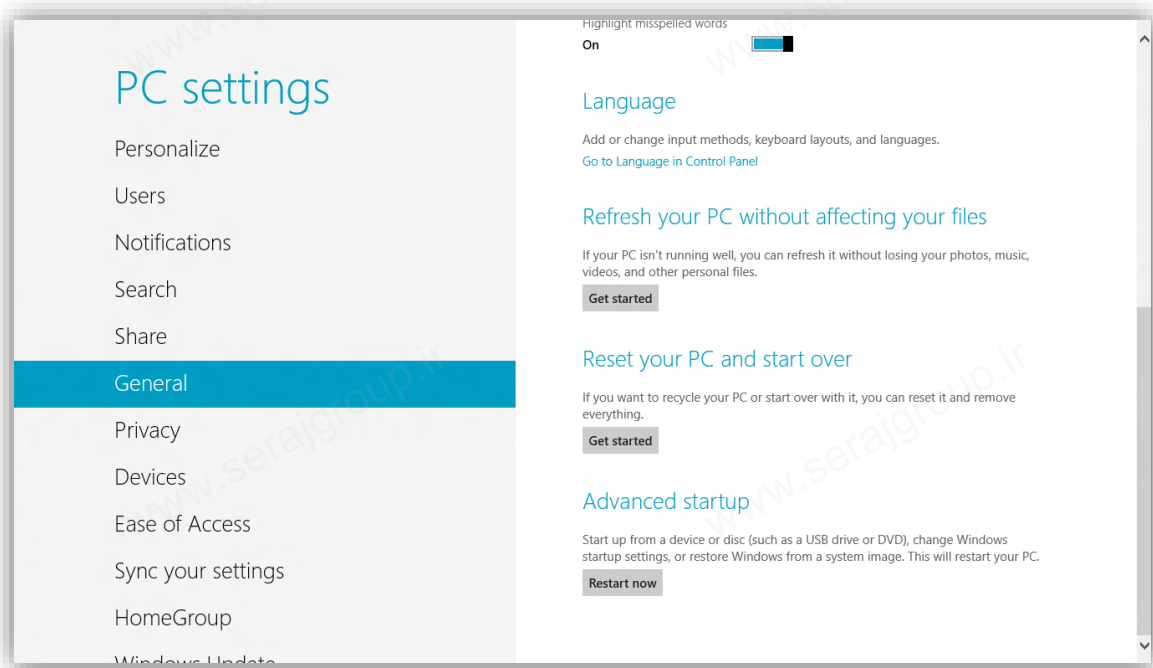 PC settings
Personalize
Users
Notifications
Search
Share
General
Privacy
Devices
Ease of Access
Sync your settings
HomeGroup
Windows Update
Highlight misspelled words
On
Language
Add or change input methods, keyboard layouts, and languages.
Go to Language in Control Panel
Refresh your PC without affecting your files
If your PC isn't running well, you can refresh it without losing your photos, music,
videos, and other personal files.
Get started
Reset your PC and start over
If you want to recycle your PC or start over with it, you can reset it and remove
everything.
Get started
Advanced startup
Start up from a device or disc (such as a USB drive or DVD), change Windows
startup settings, or restore Windows from a system image. This will restart your PC.
Restart now
www.serajgroup.ir
www.serajgroup.ir